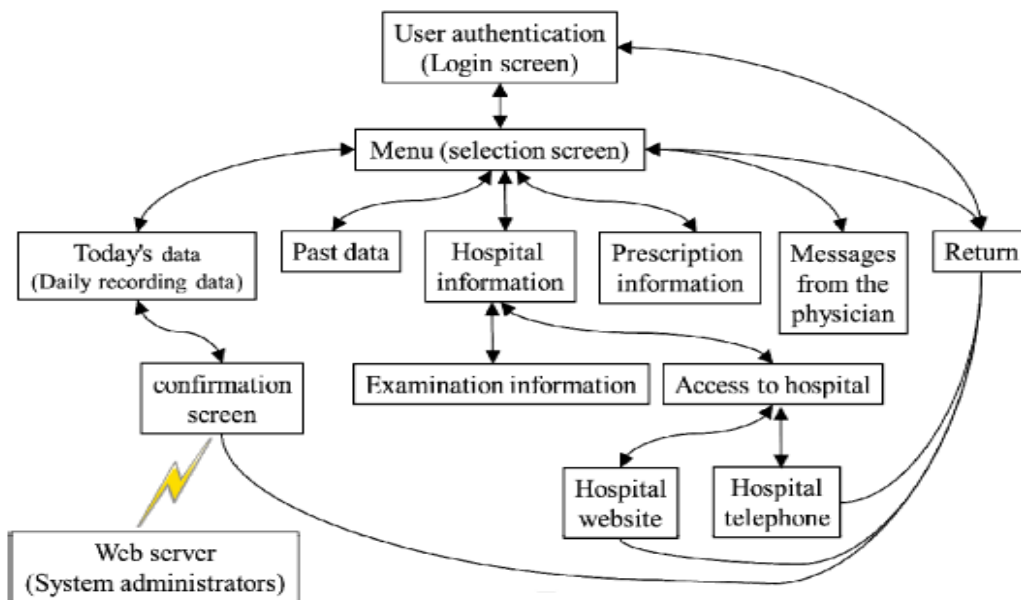 User authentication
(Login screen)
Menu (selection screen)
Today's data
(Daily recording data)
Past data
Hospital
information
Prescription
information
Messages
from the
physician
Return
confirmation
screen
Examination information
Access to hospital
Hospital
website
Hospital
telephone
Web server
(System administrators)